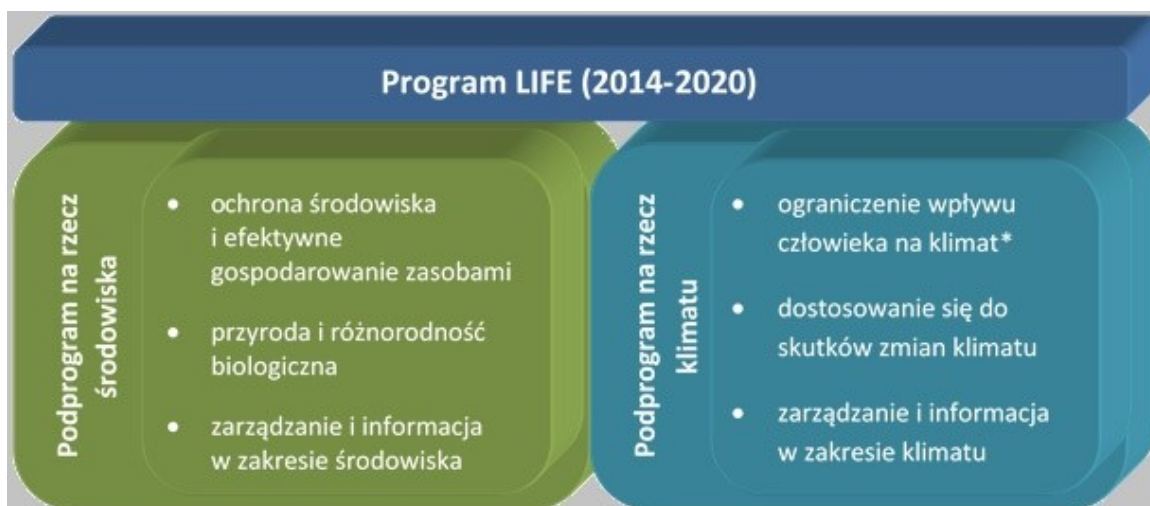 Program LIFE (2014-2020)
Podprogram na rzecz
środowiska
• ochrona środowiska
i efektywne
gospodarowanie zasobami
• przyroda i różnorodność
biologiczna
• zarządzanie i informacja
w zakresie środowiska
Podprogram na rzecz
klimatu
• ograniczenie wpływu
człowieka na klimat*
• dostosowanie się do
skutków zmian klimatu
• zarządzanie i informacja
w zakresie klimatu